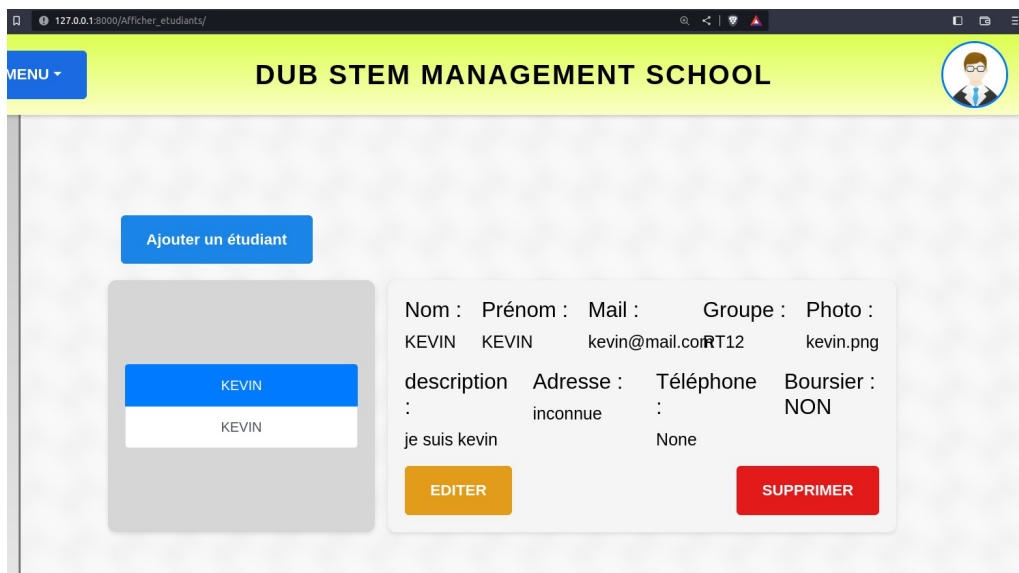 127.0.0.1:8000/Afficher_etudiants/
MENU
DUB STEM MANAGEMENT SCHOOL
Ajouter un étudiant
KEVIN
KEVIN
Nom : Prénom : Mail : Groupe : Photo :
KEVIN KEVIN kevin@mail.com RT12 kevin.png
description : Adresse : Téléphone : Boursier :
inconnue NON
je suis kevin None
EDITER SUPPRIMER